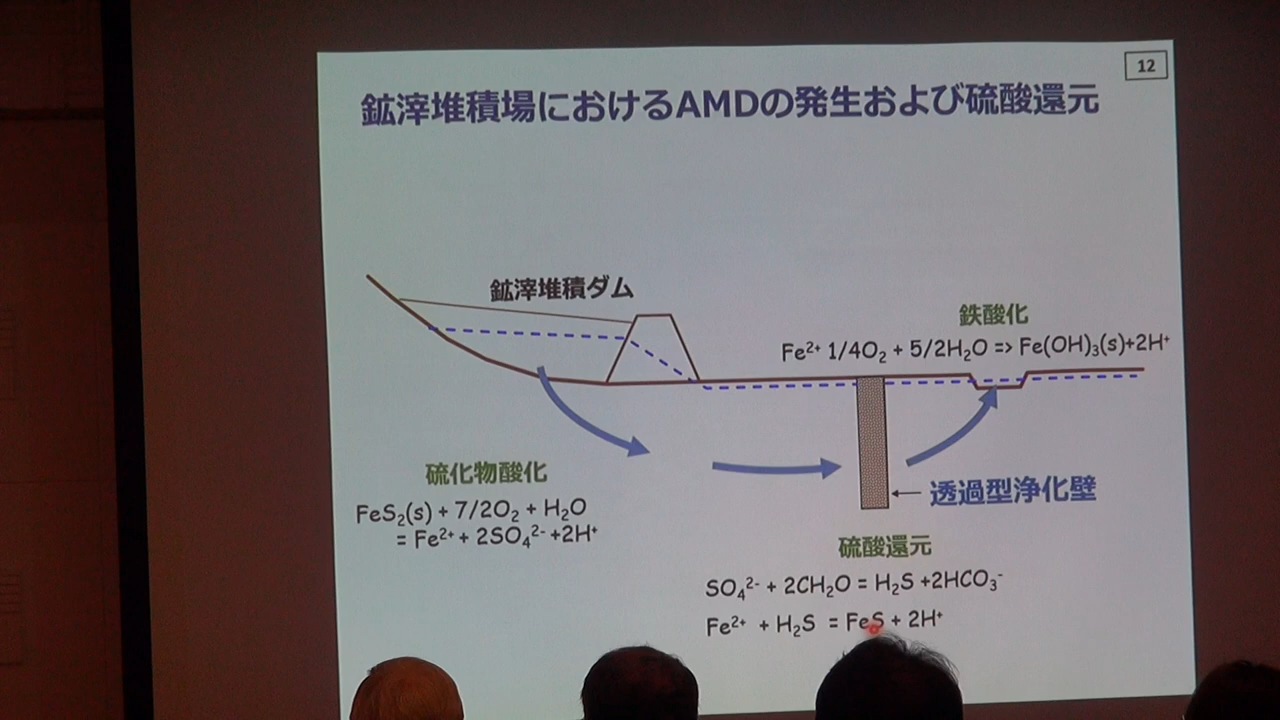 12
鉱滓堆積場におけるAMDの発生および硫酸還元
鉱滓堆積ダム
鉄酸化
Fe²⁺ 1/4O₂ + 5/2H₂O => Fe(OH)₃(s)+2H⁺
硫化物酸化
FeS₂(s) + 7/2O₂ + H₂O
= Fe²⁺ + 2SO₄²⁻ +2H⁺
透過型浄化壁
硫酸還元
SO₄²⁻ + 2CH₂O = H₂S +2HCO₃⁻
Fe²⁺ + H₂S = FeS + 2H⁺